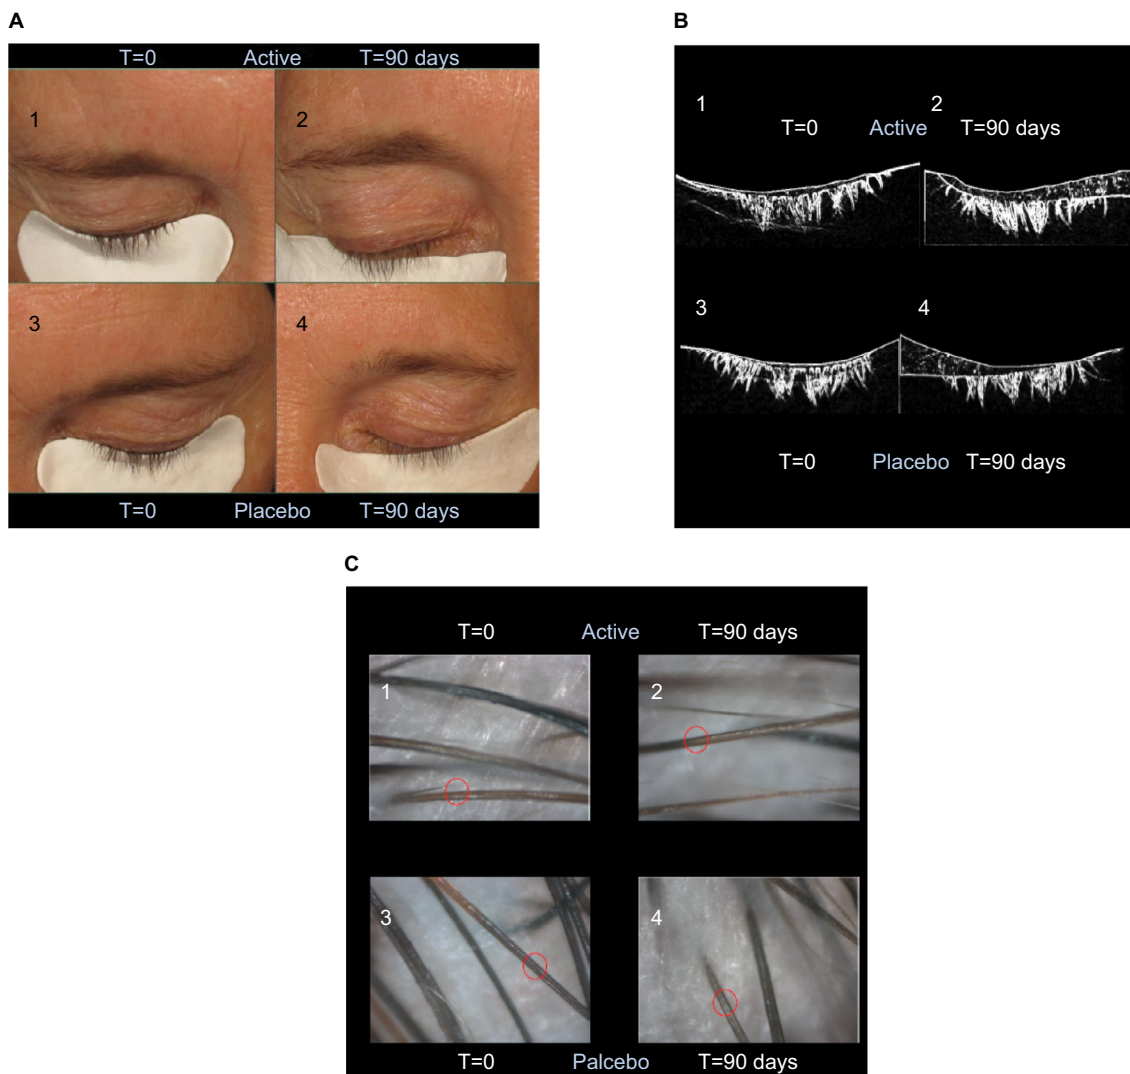 A
T=0 Active T=90 days
1 2
3 4
T=0 Placebo T=90 days
B
1 2
T=0 Active T=90 days
3 4
T=0 Placebo T=90 days
C
T=0 Active T=90 days
1 2
3 4
T=0 Palcebo T=90 days